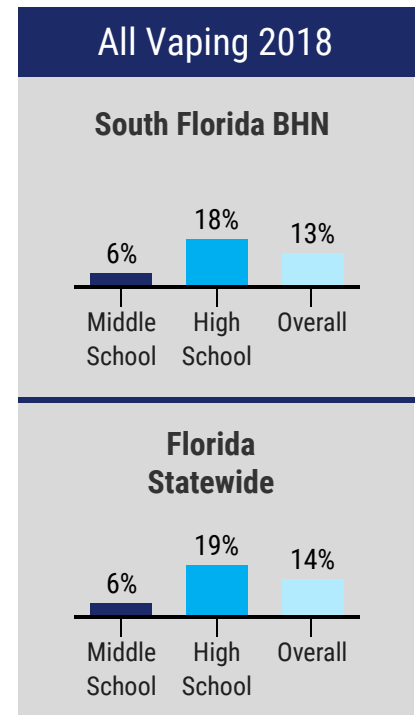 All Vaping 2018
South Florida BHN
6%
18%
13%
Middle
School
High
School
Overall
Florida
Statewide
6%
19%
14%
Middle
School
High
School
Overall